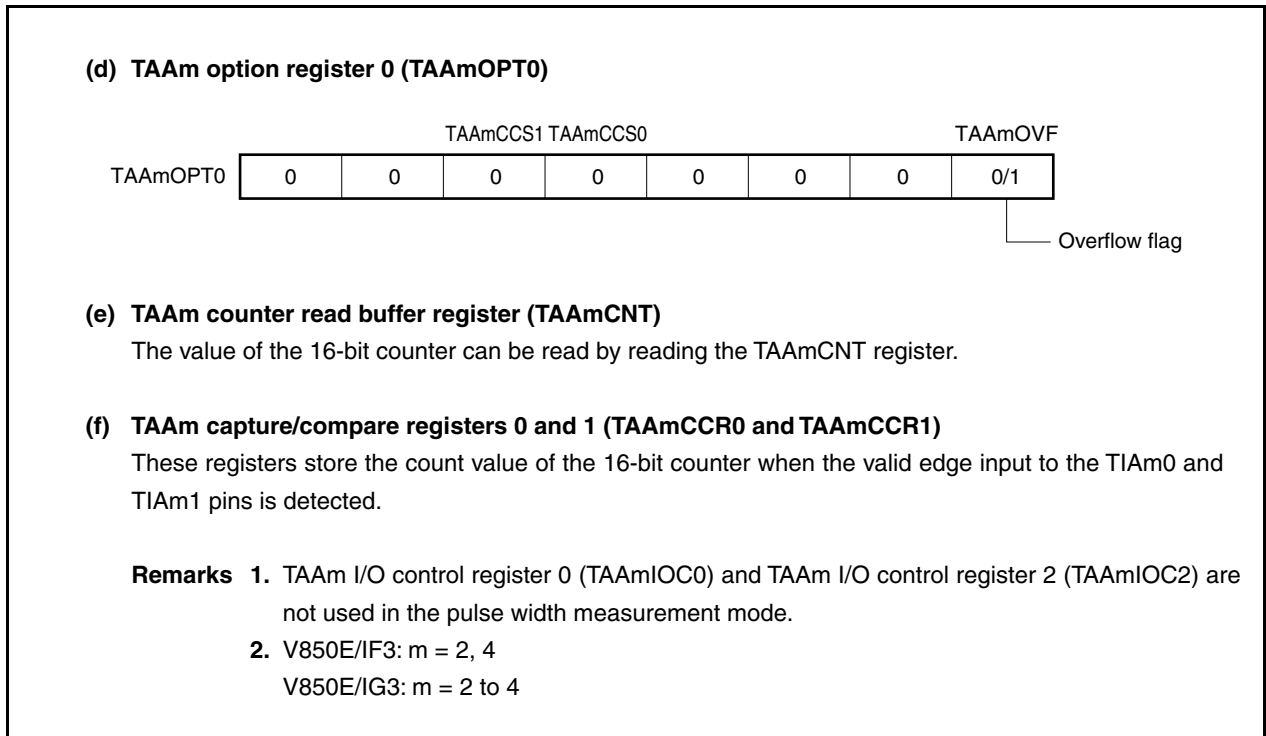 (d) TAAm option register 0 (TAAmOPT0)
TAAmCCS1 TAAmCCS0 TAAmOVF
TAAmOPT0 0 0 0 0 0 0 0 0/1
Overflow flag
(e) TAAm counter read buffer register (TAAmCNT)
The value of the 16-bit counter can be read by reading the TAAmCNT register.
(f) TAAm capture/compare registers 0 and 1 (TAAmCCR0 and TAAmCCR1)
These registers store the count value of the 16-bit counter when the valid edge input to the TIAm0 and
TIAm1 pins is detected.
Remarks 1. TAAm I/O control register 0 (TAAmIOC0) and TAAm I/O control register 2 (TAAmIOC2) are
not used in the pulse width measurement mode.
2. V850E/IF3: m = 2, 4
V850E/IG3: m = 2 to 4